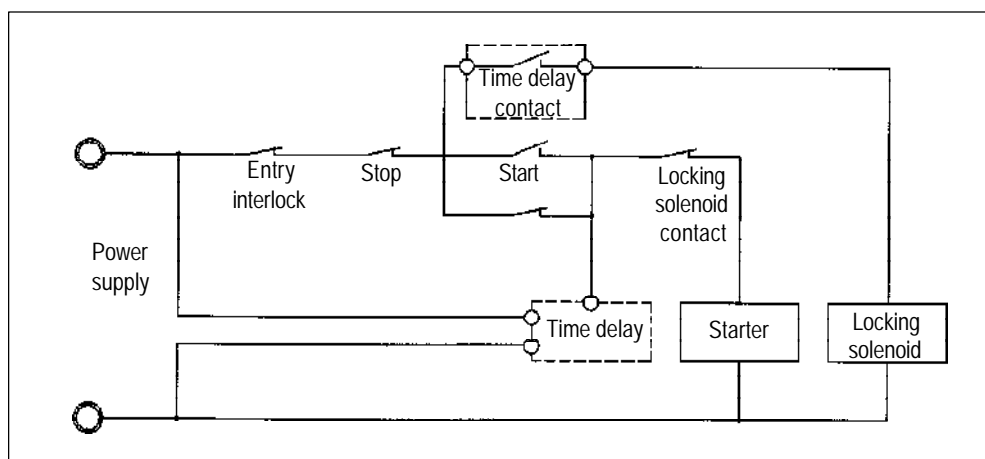 Time delay
contact
Entry
interlock
Stop
Start
Locking
solenoid
contact
Power
supply
Time delay
Starter
Locking
solenoid